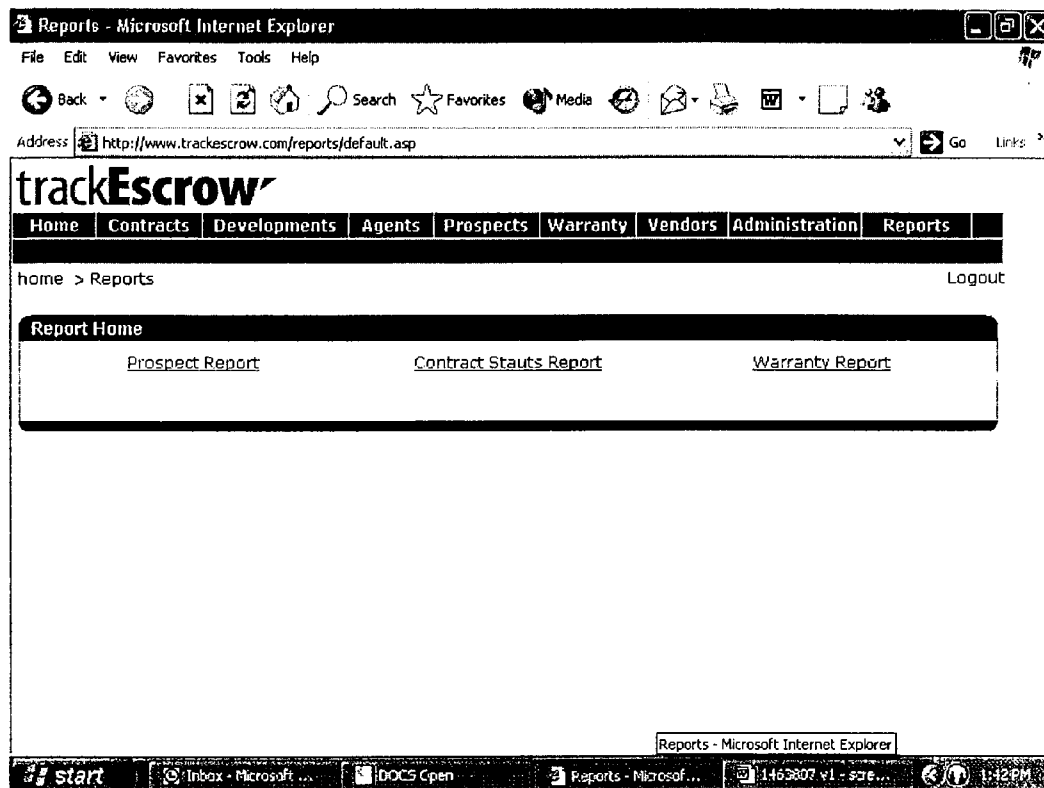 Reports - Microsoft Internet Explorer
File Edit View Favorites Tools Help
Back Search Favorites Media
Address http://www.trackescrow.com/reports/default.asp Go Links »
trackEscrow
Home Contracts Developments Agents Prospects Warranty Vendors Administration Reports
home > Reports Logout
Report Home
Prospect Report Contract Stauts Report Warranty Report
Reports - Microsoft Internet Explorer
start Inbox - Microsoft ... DOCS Open Reports - Microsof... 1463807 v1 - scre... 1:42 PM